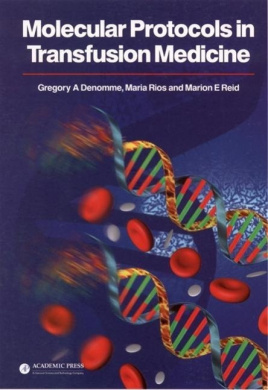 Molecular Protocols in
Transfusion Medicine
Gregory A Denomme, Maria Rios and Marion E Reid
ACADEMIC PRESS